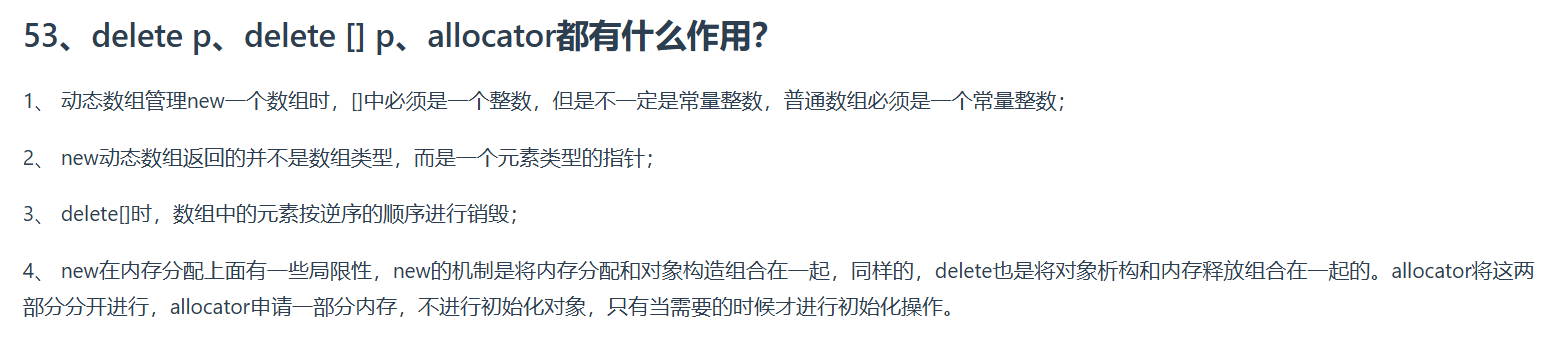 53、delete p、delete [] p、allocator都有什么作用？
1、 动态数组管理new一个数组时，[]中必须是一个整数，但是不一定是常量整数，普通数组必须是一个常量整数；
2、 new动态数组返回的并不是数组类型，而是一个元素类型的指针；
3、 delete[]时，数组中的元素按逆序的顺序进行销毁；
4、 new在内存分配上面有一些局限性，new的机制是将内存分配和对象构造组合在一起，同样的，delete也是将对象析构和内存释放组合在一起的。allocator将这两
部分分开进行，allocator申请一部分内存，不进行初始化对象，只有当需要的时候才进行初始化操作。